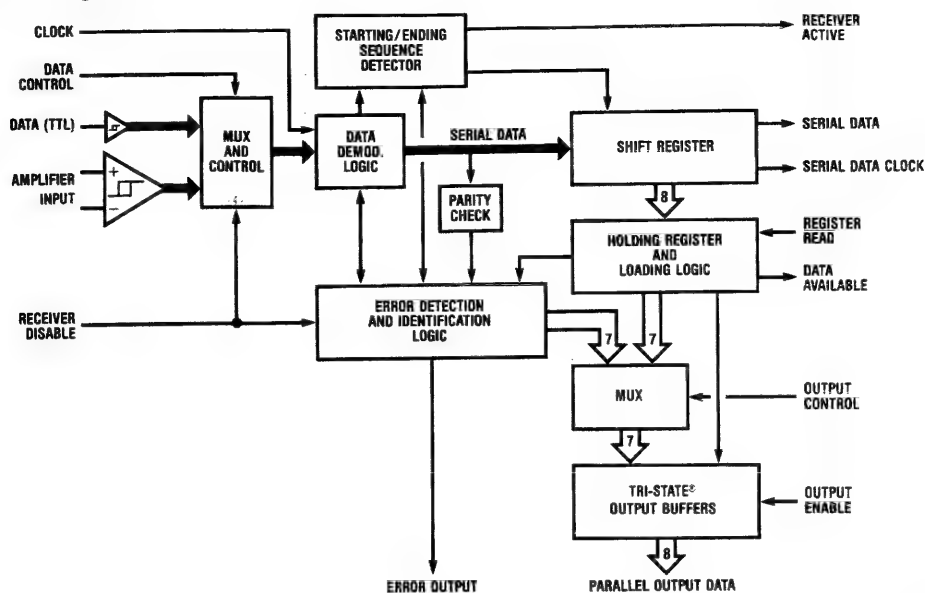 CLOCK
DATA
CONTROL
DATA (TTL)
AMPLIFIER
INPUT
+
−
RECEIVER
DISABLE
MUX
AND
CONTROL
STARTING/ENDING
SEQUENCE
DETECTOR
DATA
DEMOD.
LOGIC
SERIAL DATA
PARITY
CHECK
ERROR DETECTION
AND IDENTIFICATION
LOGIC
ERROR OUTPUT
RECEIVER
ACTIVE
SHIFT REGISTER
SERIAL DATA
SERIAL DATA CLOCK
8
HOLDING REGISTER
AND
LOADING LOGIC
REGISTER
READ
DATA
AVAILABLE
7
7
MUX
OUTPUT
CONTROL
7
TRI-STATE®
OUTPUT BUFFERS
OUTPUT
ENABLE
8
PARALLEL OUTPUT DATA